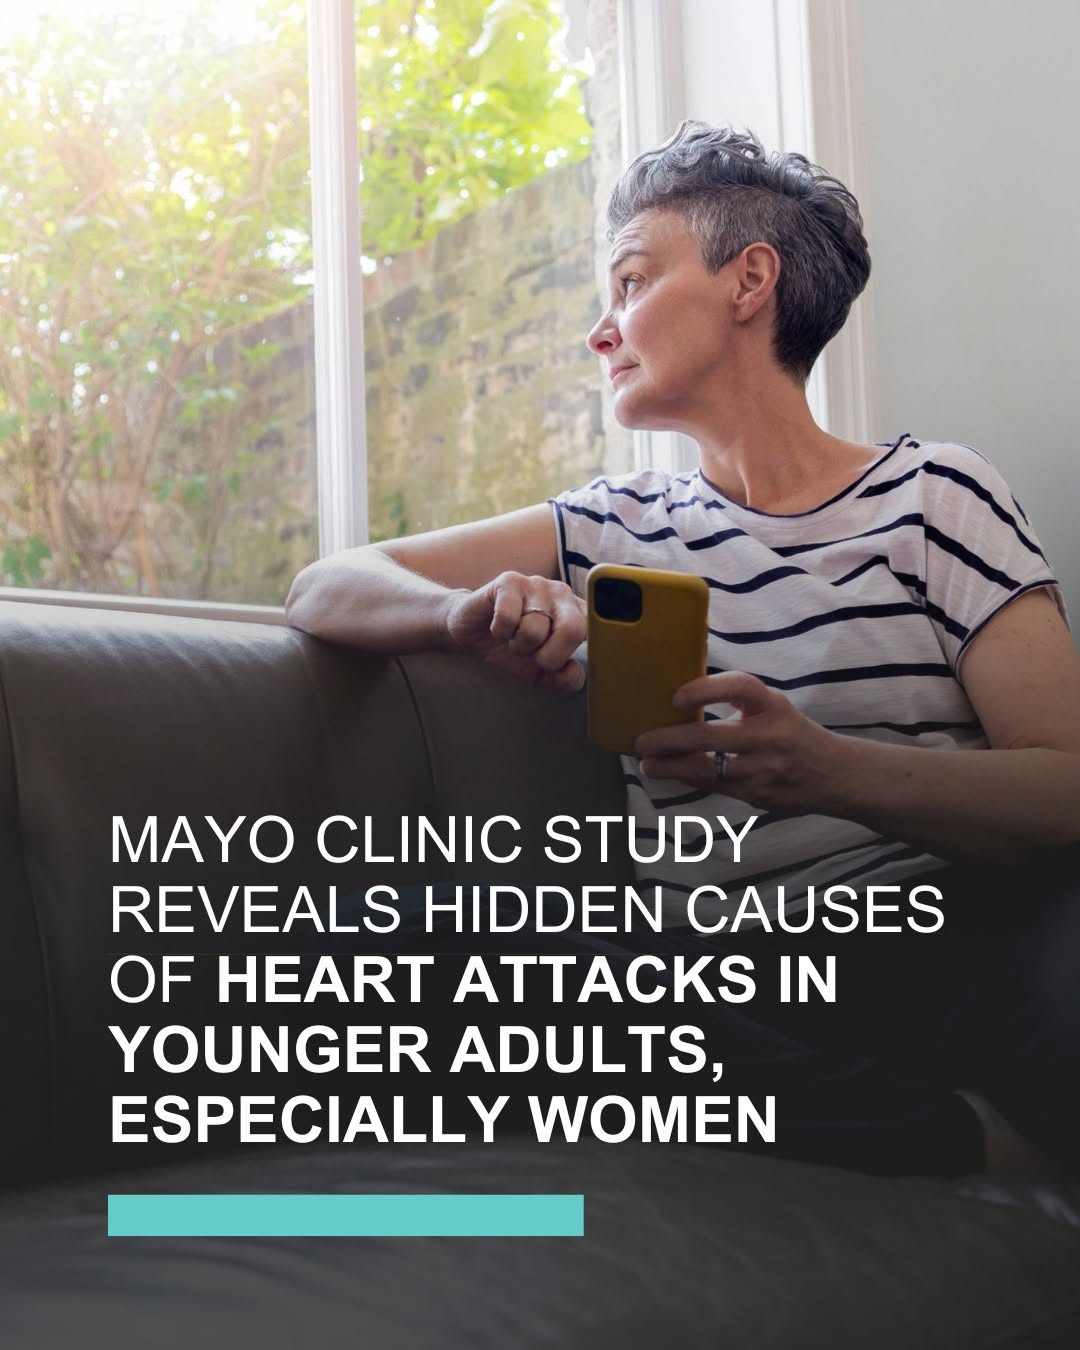 MAYO CLINIC STUDY
REVEALS HIDDEN CAUSES
OF HEART ATTACKS IN
YOUNGER ADULTS,
ESPECIALLY WOMEN